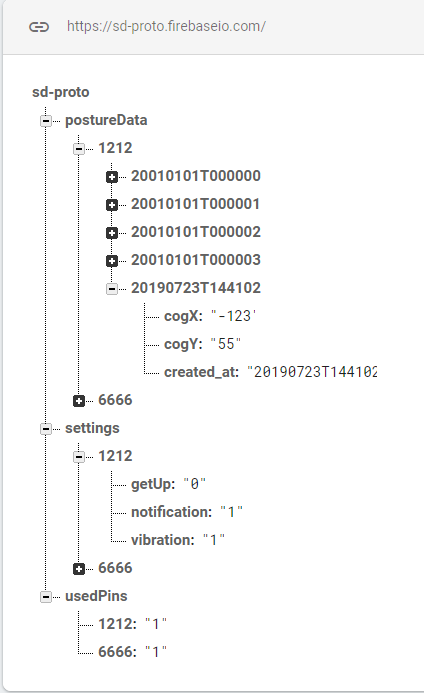 https://sd-proto.firebaseio.com/
sd-proto
postureData
1212
20010101T000000
20010101T000001
20010101T000002
20010101T000003
20190723T144102
cogX: "-123"
cogY: "55"
created_at: "20190723T144102
6666
settings
1212
getUp: "0"
notification: "1"
vibration: "1"
6666
usedPins
1212: "1"
6666: "1"